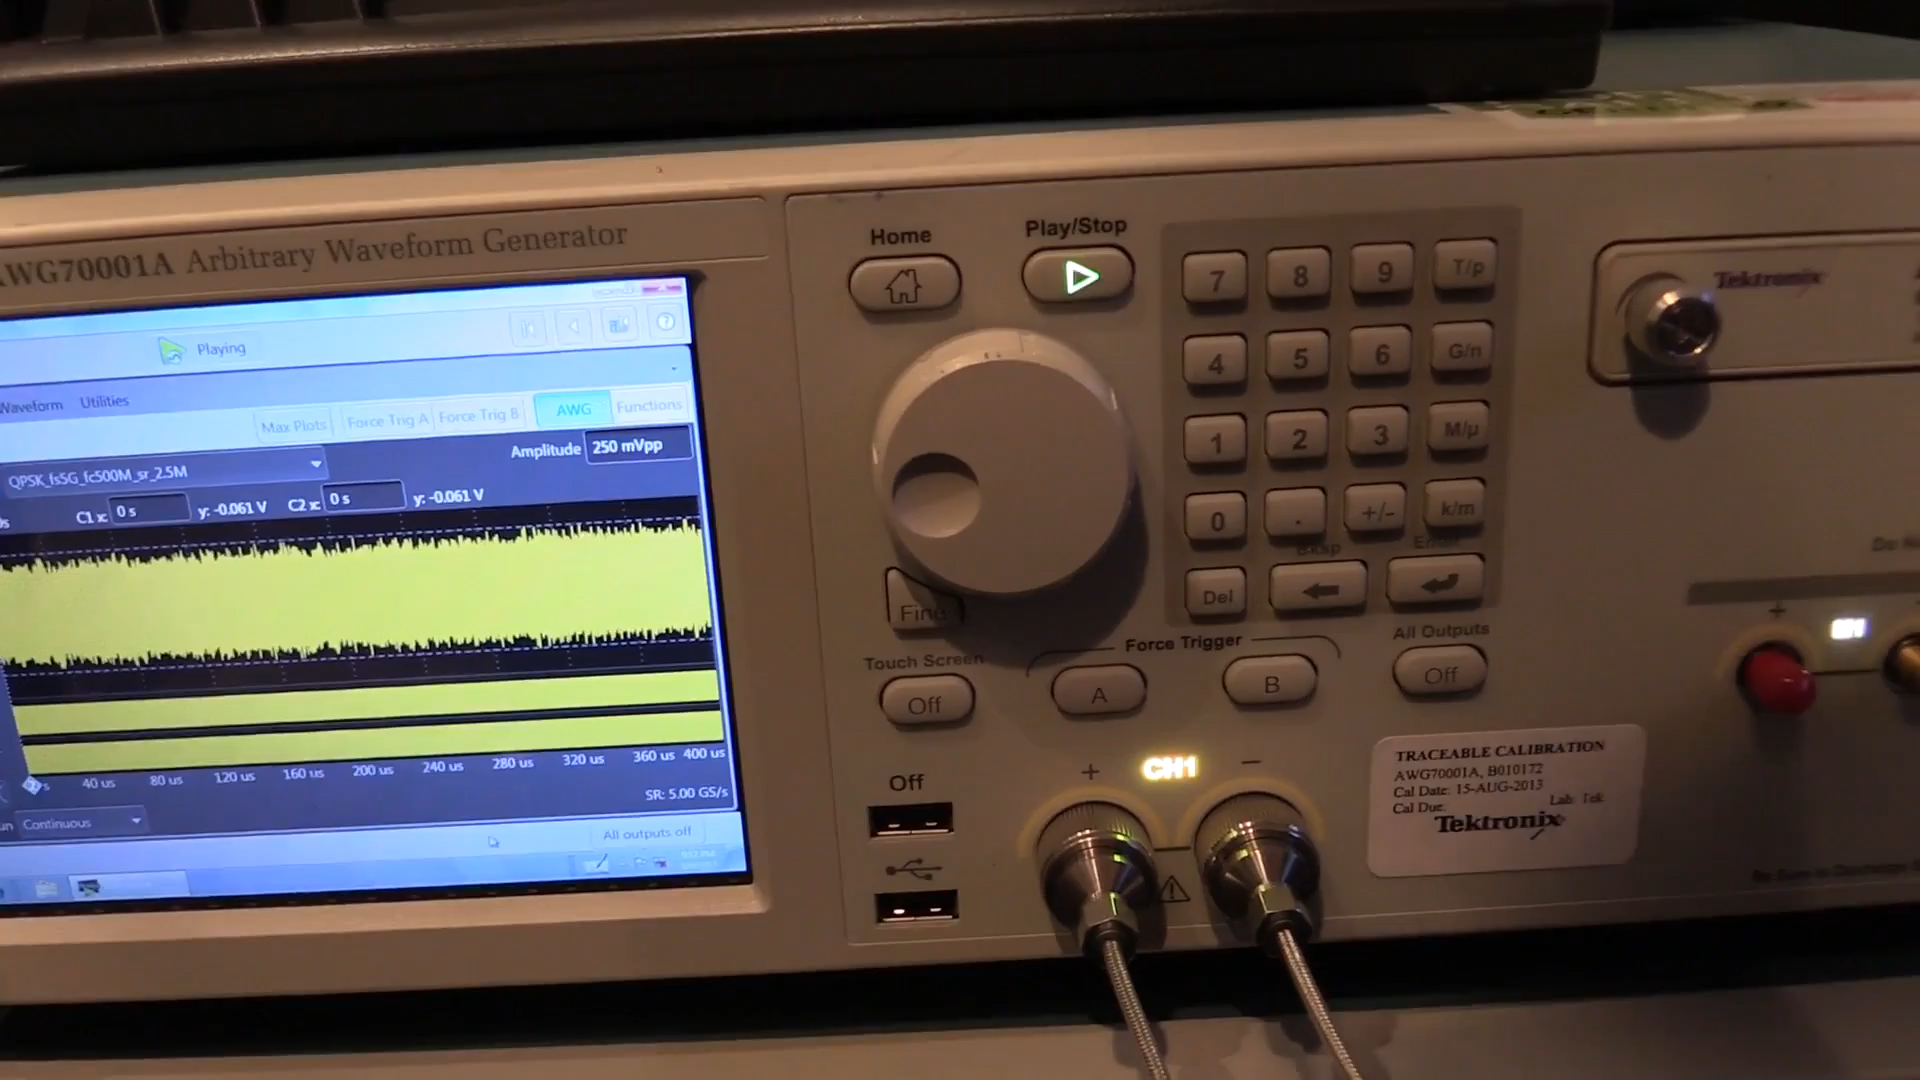 AWG70001A Arbitrary Waveform Generator
Playing
Waveform Utilities
Max Plots Force Trig A Force Trig B AWG Functions
Amplitude 250 mVpp
QPSK_fs5G_fc500M_sr_2.5M
C1 x: 0 s y: -0.061 V C2 x: 0 s y: -0.061 V
40 us 80 us 120 us 160 us 200 us 240 us 280 us 320 us 360 us 400 us
SR: 5.00 GS/s
Continuous
All outputs off
Home
Play/Stop
7 8 9 T/p
4 5 6 G/n
1 2 3 M/µ
0 . +/- k/m
Bksp Enter
Del
Fine
Touch Screen
Off
Force Trigger
A B
All Outputs
Off
Off
+ CH1 −
TRACEABLE CALIBRATION
AWG70001A, B010172
Cal Date: 15-AUG-2013
Cal Due: Lab: Tek
Tektronix
Tektronix
+